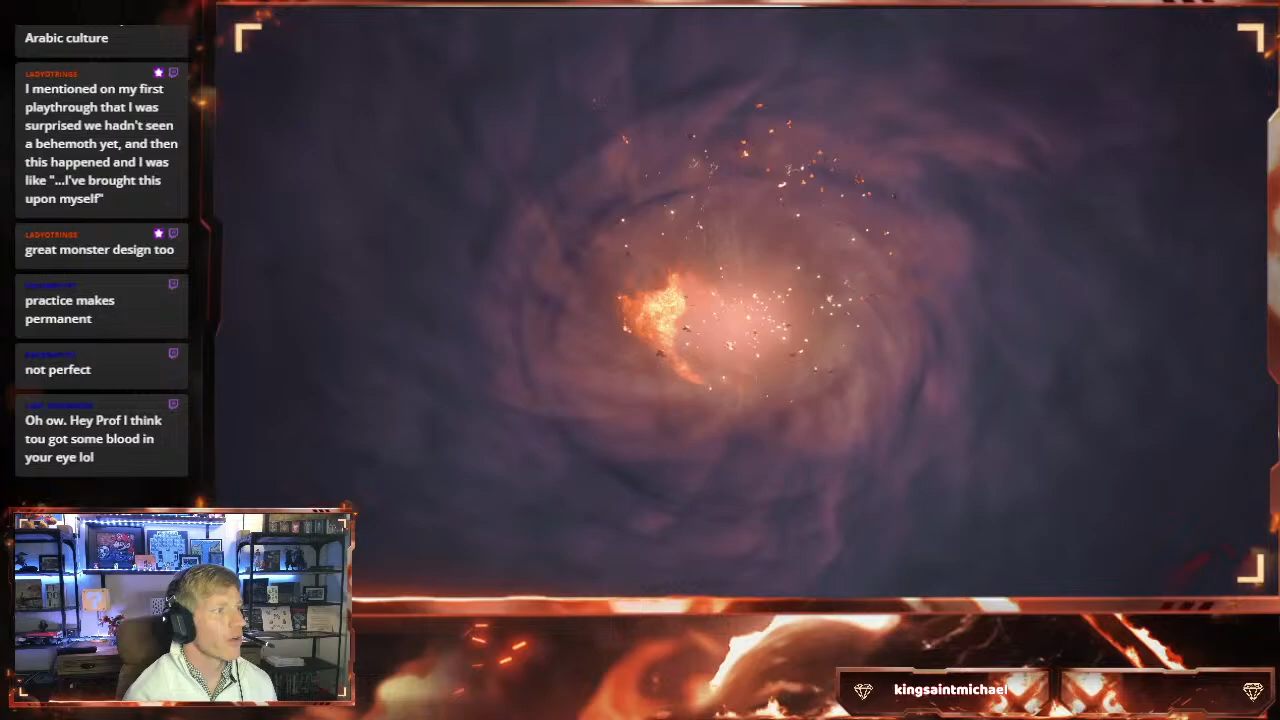 Arabic culture
LADYOTRINGE
I mentioned on my first
playthrough that I was
surprised we hadn't seen
a behemoth yet, and then
this happened and I was
like "...I've brought this
upon myself"
LADYOTRINGE
great monster design too
practice makes
permanent
not perfect
Oh ow. Hey Prof I think
tou got some blood in
your eye lol
kingsaintmichael